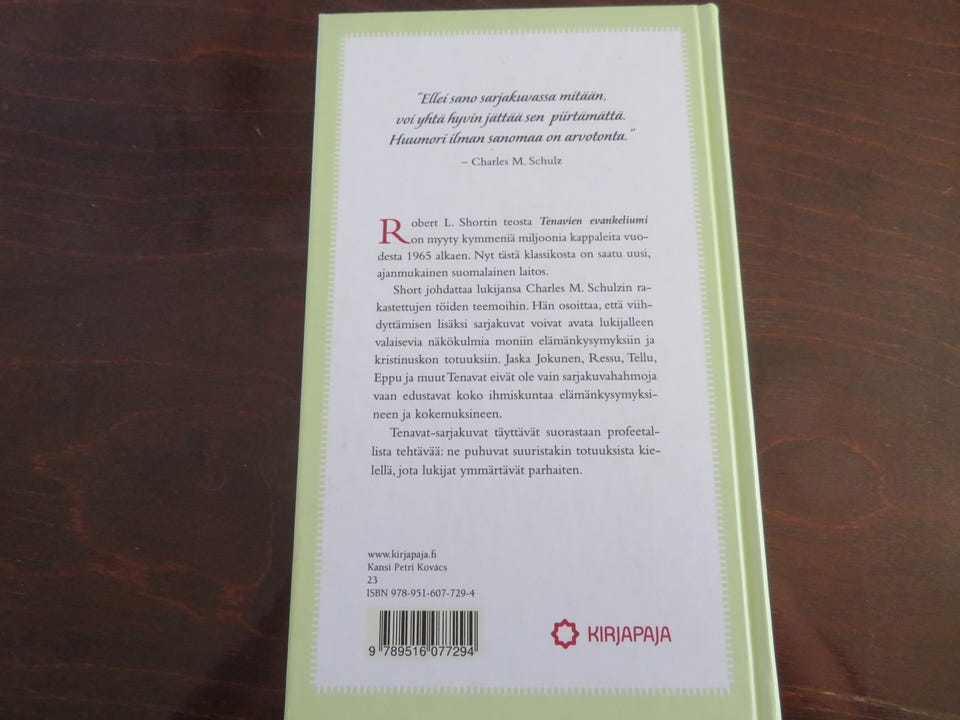 "Ellei sano sarjakuvassa mitään,
voi yhtä hyvin jättää sen piirtämättä.
Huumori ilman sanomaa on arvotonta."
– Charles M. Schulz
Robert L. Shortin teosta Tenavien evankeliumi
on myyty kymmeniä miljoonia kappaleita vuo-
desta 1965 alkaen. Nyt tästä klassikosta on saatu uusi,
ajanmukainen suomalainen laitos.
Short johdattaa lukijansa Charles M. Schulzin ra-
kastettujen töiden teemoihin. Hän osoittaa, että viih-
dyttämisen lisäksi sarjakuvat voivat avata lukijalleen
valaisevia näkökulmia moniin elämänkysymyksiin ja
kristinuskon totuuksiin. Jaska Jokunen, Ressu, Tellu,
Eppu ja muut Tenavat eivät ole vain sarjakuvahahmoja
vaan edustavat koko ihmiskuntaa elämänkysymyksi-
neen ja kokemuksineen.
Tenavat-sarjakuvat täyttävät suorastaan profeetal-
lista tehtävää: ne puhuvat suuristakin totuuksista kie-
lellä, jota lukijat ymmärtävät parhaiten.
www.kirjapaja.fi
Kansi Petri Kovács
23
ISBN 978-951-607-729-4
9 789516 077294
KIRJAPAJA